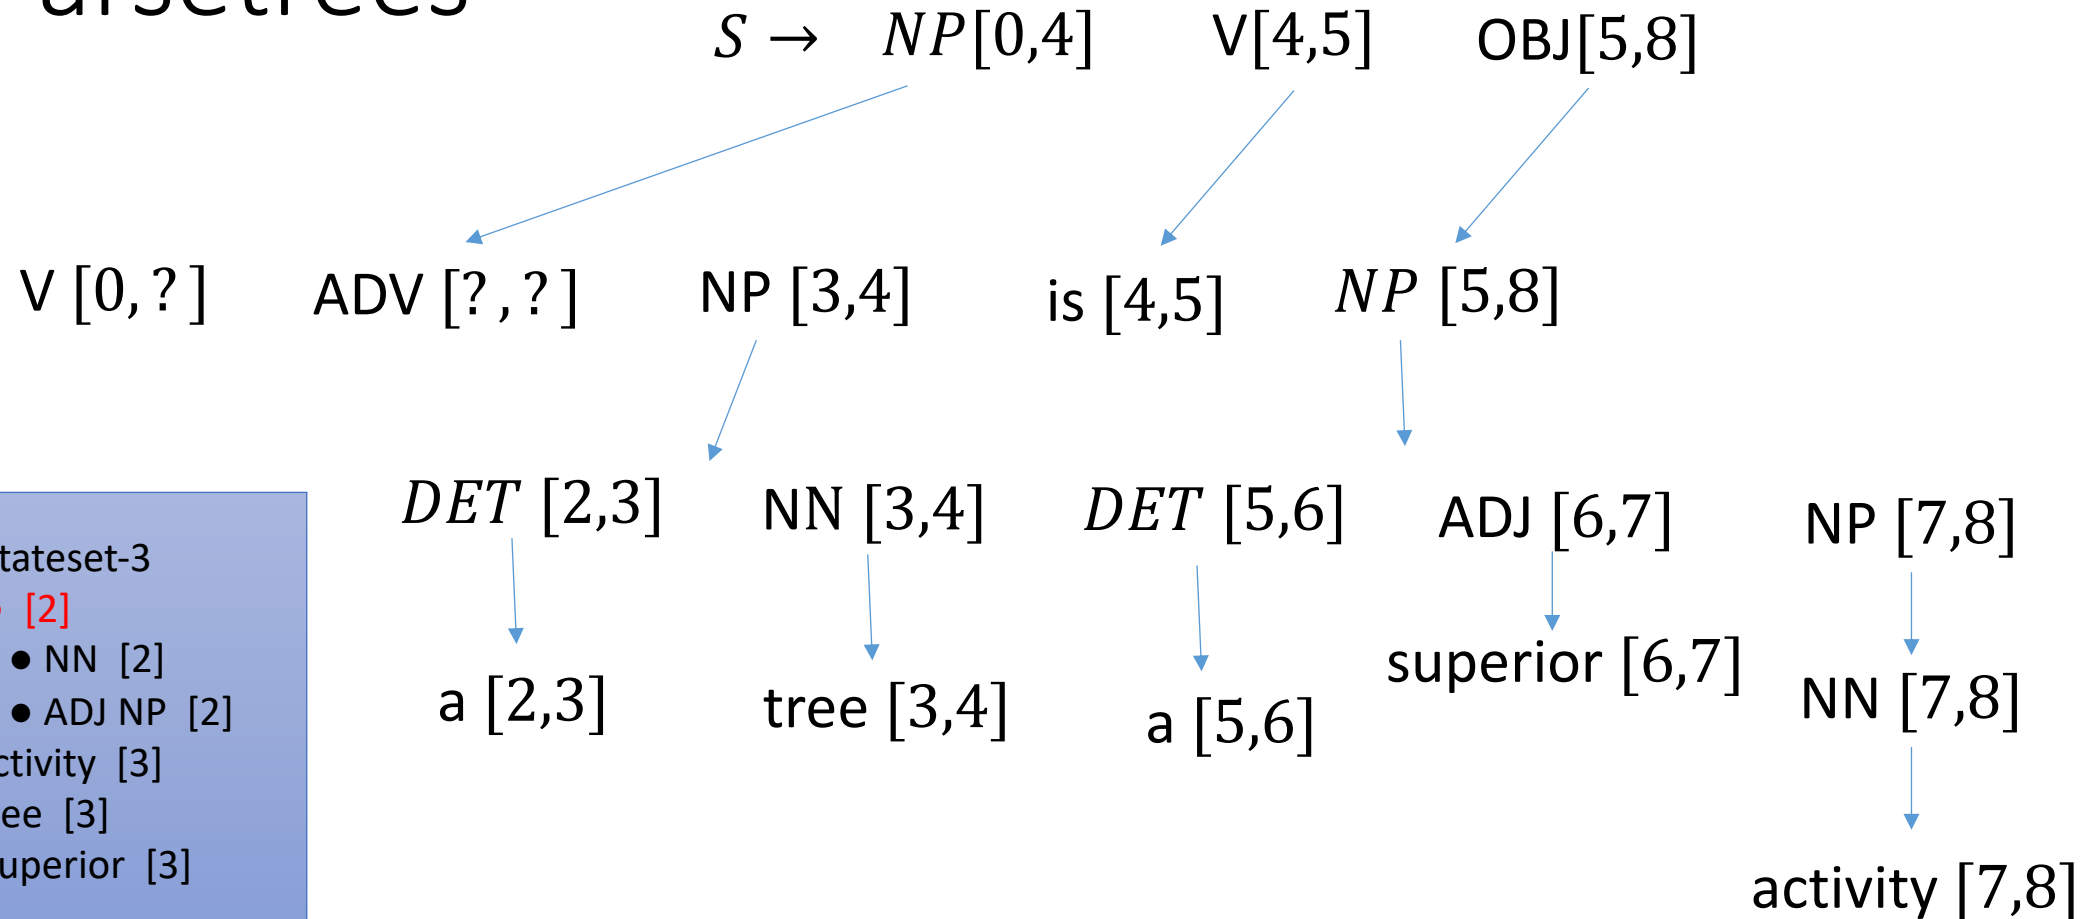 arsetrees
S → NP[0,4] V[4,5] OBJ[5,8]
V [0,?] ADV [?,?] NP [3,4] is [4,5] NP [5,8]
DET [2,3] NN [3,4] DET [5,6] ADJ [6,7] NP [7,8]
a [2,3] tree [3,4] a [5,6] superior [6,7] NN [7,8]
activity [7,8]
tateset-3
[2]
● NN [2]
● ADJ NP [2]
ctivity [3]
ee [3]
uperior [3]